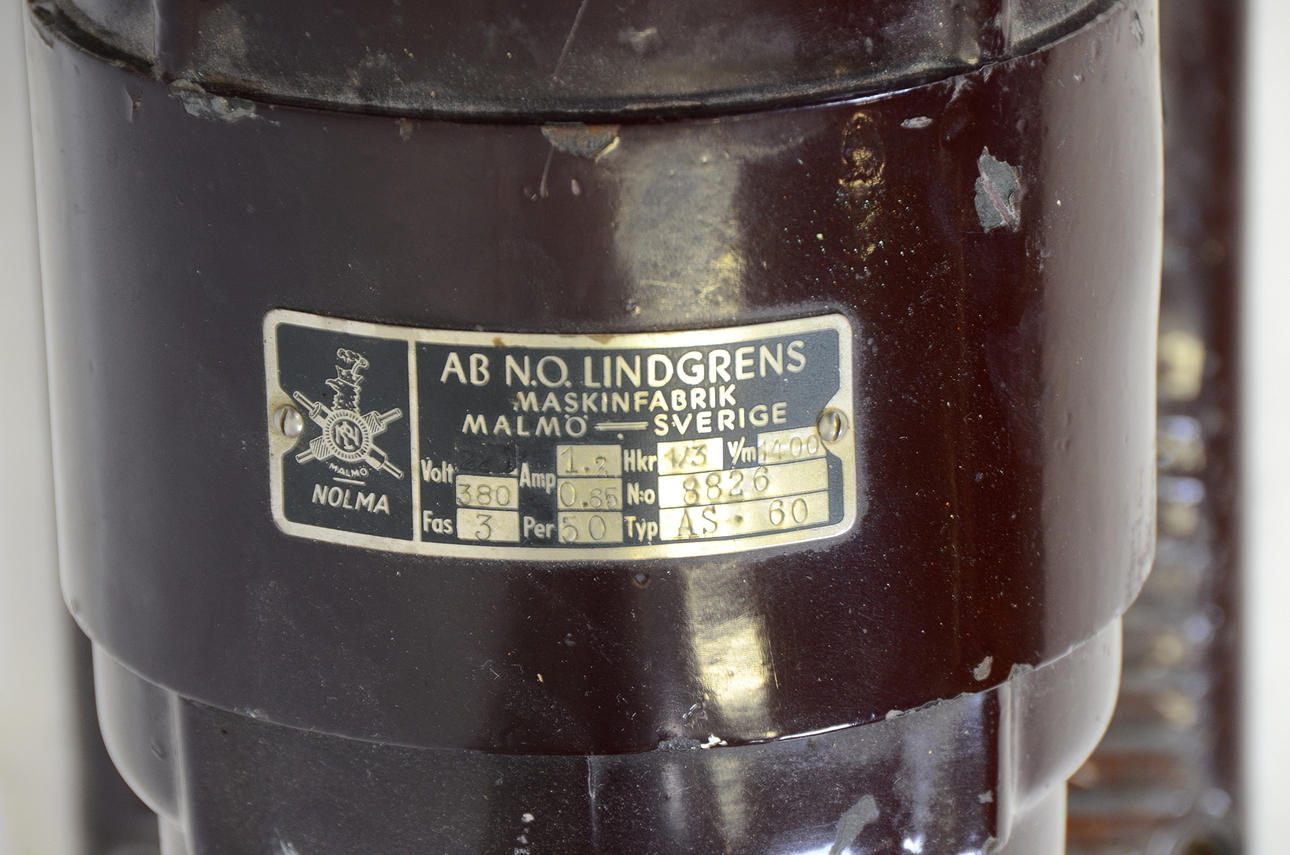 AB N.O. LINDGRENS
MASKINFABRIK
MALMÖ — SVERIGE
MALMÖ
NOLMA
Volt 220 Amp 1.2 Hkr 1/3 V/m 1400
380 0.65 N:o 8826
Fas 3 Per 50 Typ AS · 60